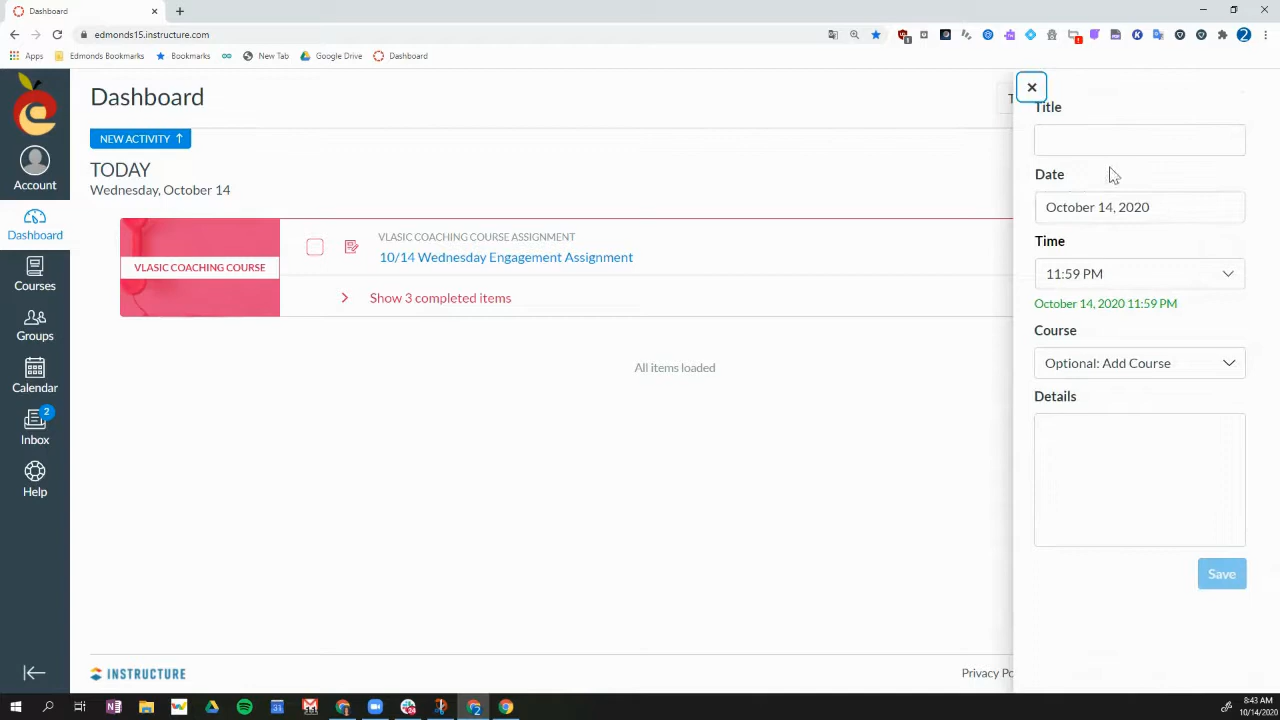 Dashboard
edmonds15.instructure.com
Apps
Edmonds Bookmarks
Bookmarks
New Tab
Google Drive
Dashboard
Account
Dashboard
Courses
Groups
Calendar
2
Inbox
Help
Dashboard
NEW ACTIVITY
TODAY
Wednesday, October 14
VLASIC COACHING COURSE
VLASIC COACHING COURSE ASSIGNMENT
10/14 Wednesday Engagement Assignment
Show 3 completed items
All items loaded
INSTRUCTURE
Privacy Po
Title
Date
October 14, 2020
Time
11:59 PM
October 14, 2020 11:59 PM
Course
Optional: Add Course
Details
Save
8:43 AM
10/14/2020